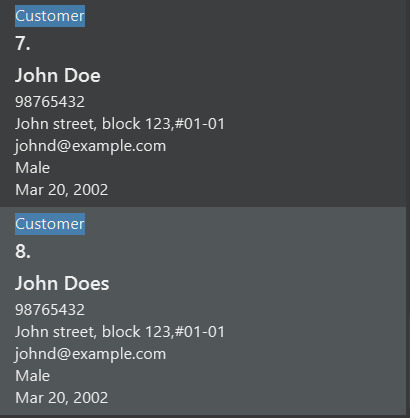 Customer
7.
John Doe
98765432
John street, block 123,#01-01
johnd@example.com
Male
Mar 20, 2002
Customer
8.
John Does
98765432
John street, block 123,#01-01
johnd@example.com
Male
Mar 20, 2002